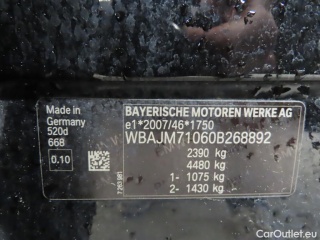 Made in
Germany
520d
668
0.10
BAYERISCHE MOTOREN WERKE AG
e1*2007/46*1750
WBAJM71060B268892
2390 kg
4480 kg
1- 1075 kg
2- 1430 kg
CarOutlet.eu